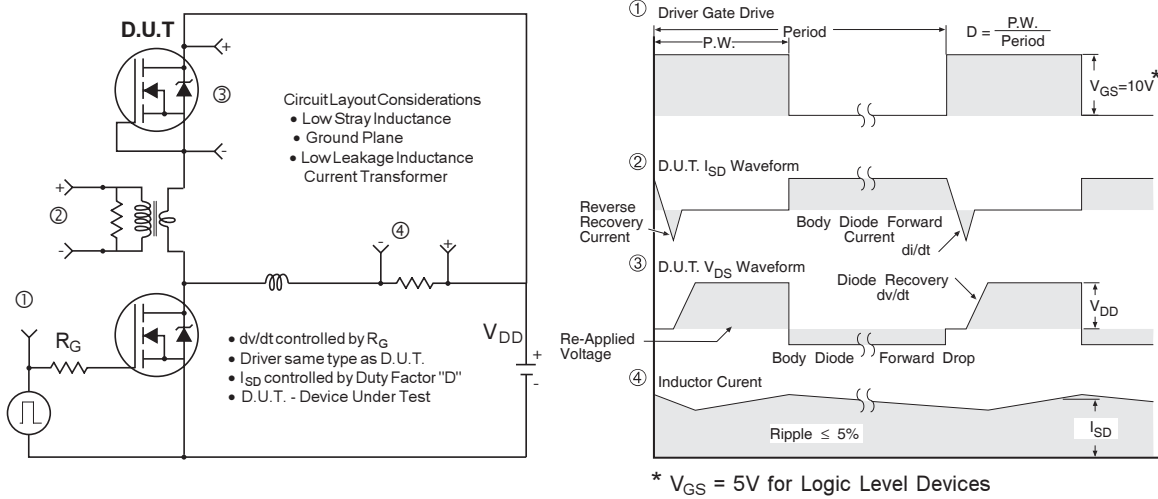 D.U.T
+
③
-
Circuit Layout Considerations
• Low Stray Inductance
• Ground Plane
• Low Leakage Inductance
Current Transformer
+
②
-
④
-
+
①
R_G
V_DD
+
-
• dv/dt controlled by R_G
• Driver same type as D.U.T.
• I_SD controlled by Duty Factor "D"
• D.U.T. - Device Under Test
① Driver Gate Drive
P.W.
Period
D = P.W. / Period
V_GS=10V *
② D.U.T. I_SD Waveform
Reverse
Recovery
Current
Body Diode Forward
Current
di/dt
③ D.U.T. V_DS Waveform
Diode Recovery
dv/dt
V_DD
Re-Applied
Voltage
Body Diode Forward Drop
④ Inductor Curent
Ripple ≤ 5%
I_SD
* V_GS = 5V for Logic Level Devices